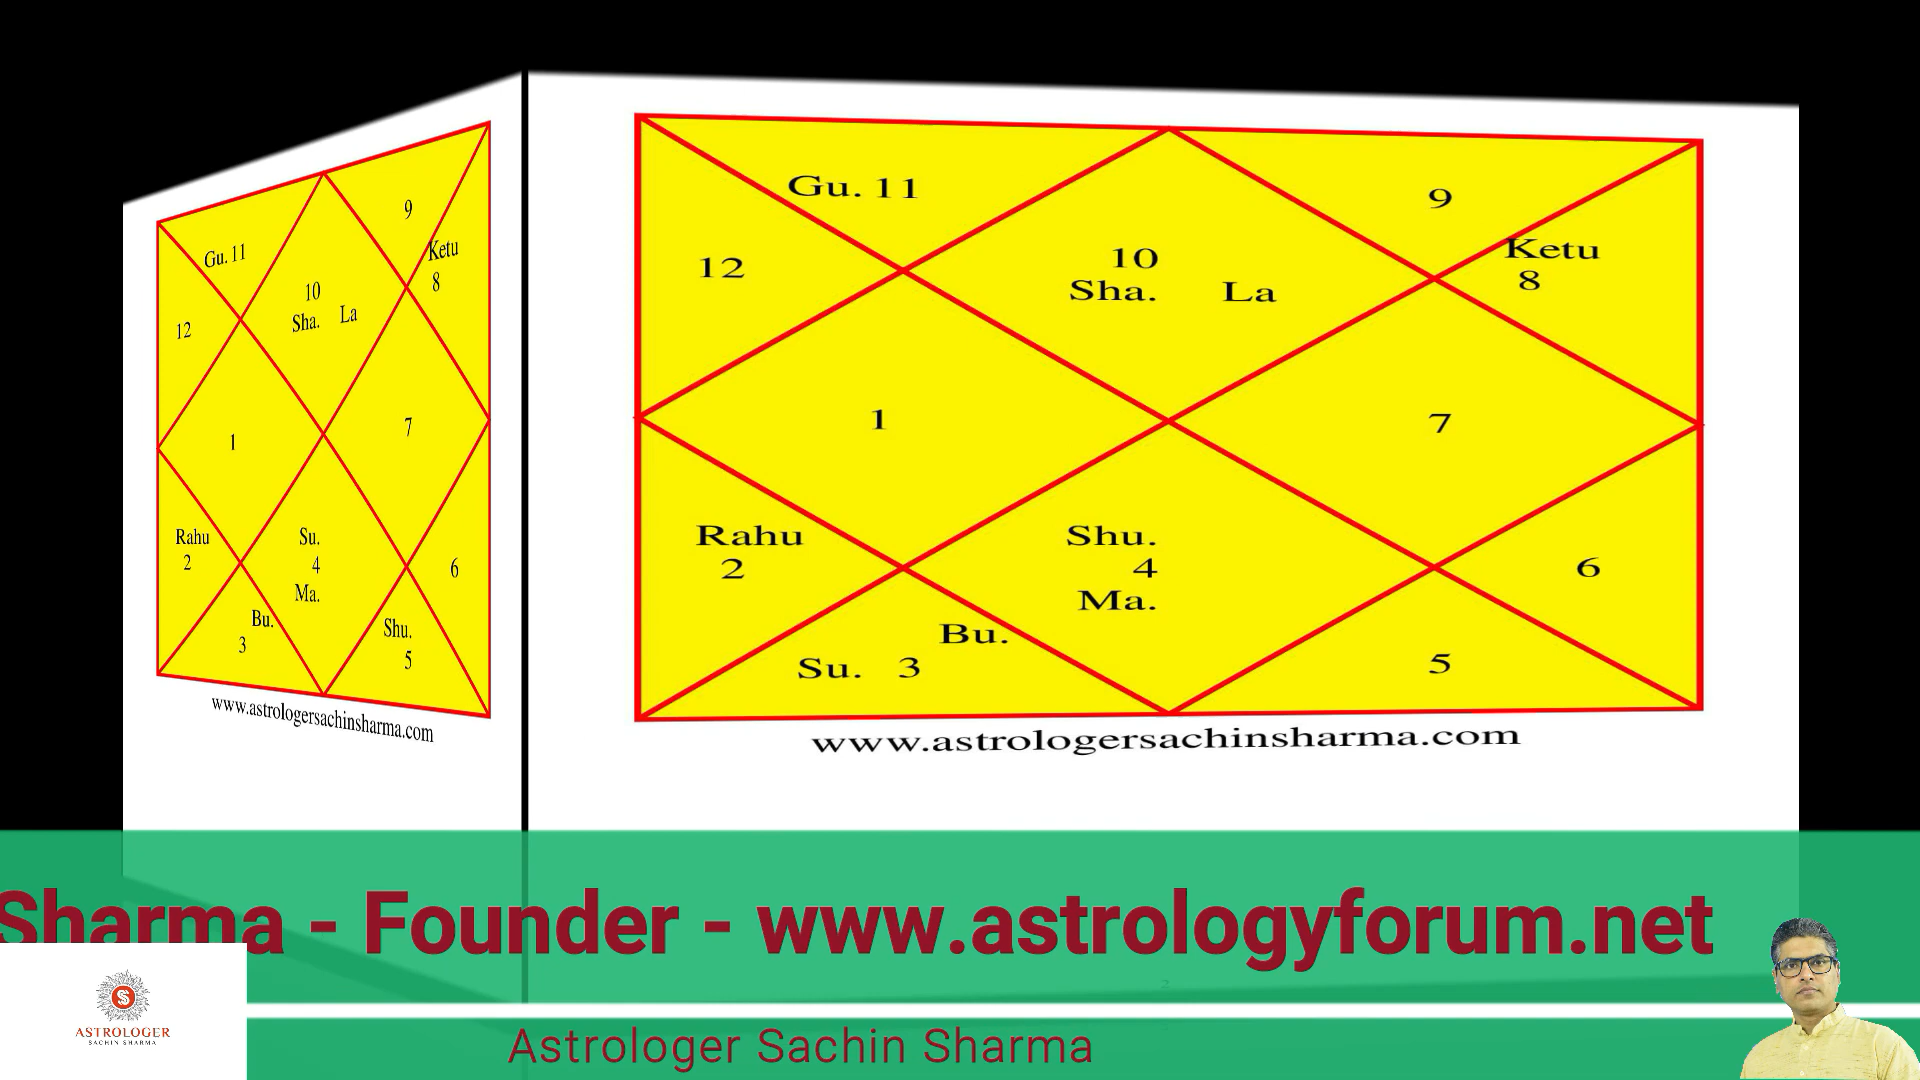 9
Gu. 11
Ketu
8
10
Sha. La
12
7
1
Rahu
2
Su.
4
Ma.
6
Bu.
3
Shu.
5
www.astrologersachinsharma.com
Gu. 11
9
12
10
Sha. La
Ketu
8
1
7
Rahu
2
Shu.
4
Ma.
6
Bu.
Su. 3
5
www.astrologersachinsharma.com
Sharma - Founder - www.astrologyforum.net
2
S
ASTROLOGER
SACHIN SHARMA
Astrologer Sachin Sharma